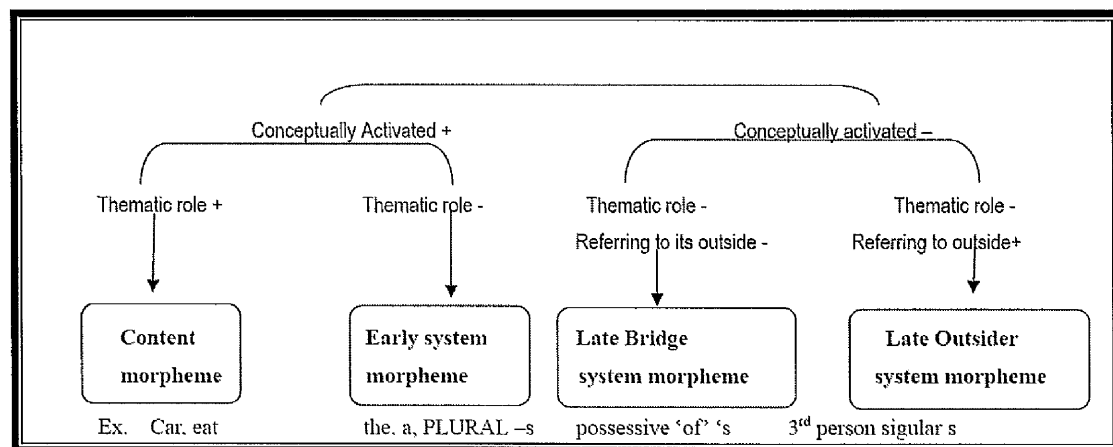 Conceptually Activated + Conceptually activated –
Thematic role + Thematic role - Thematic role - Thematic role -
Referring to its outside - Referring to outside+
Content Early system Late Bridge Late Outsider
morpheme morpheme system morpheme system morpheme
Ex. Car, eat the, a, PLURAL –s possessive ‘of’ ‘s 3rd person sigular s